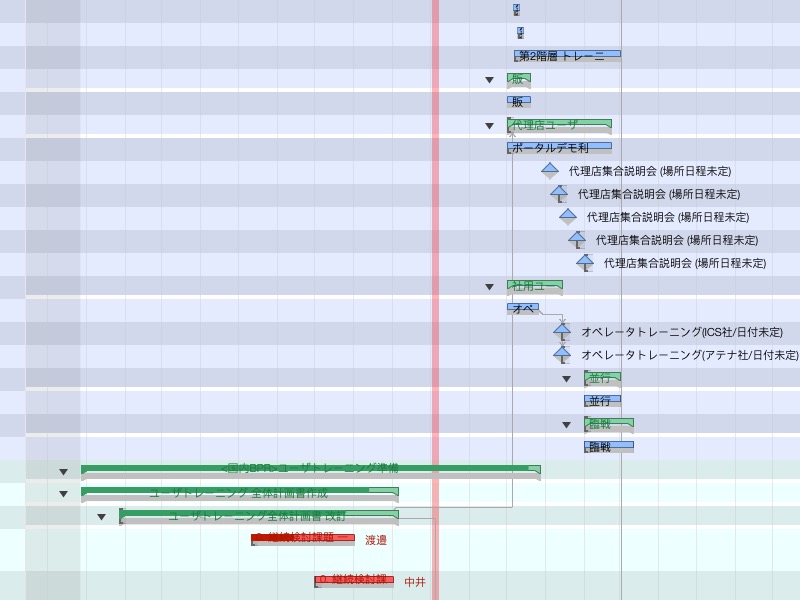 第2階層 トレーニ
販
販
代理店ユーザ
ポータルデモ利
代理店集合説明会 (場所日程未定)
代理店集合説明会 (場所日程未定)
代理店集合説明会 (場所日程未定)
代理店集合説明会 (場所日程未定)
代理店集合説明会 (場所日程未定)
社用ユー
オペ
オペレータトレーニング(ICS社/日付未定)
オペレータトレーニング(アテナ社/日付未定)
並行
並行
臨戦
臨戦
<国内BPR>ユーザトレーニング準備
ユーザトレーニング 全体計画書作成
ユーザトレーニング全体計画書 改訂
継続検討課題 一 渡邉
0. 継続検討課 中井